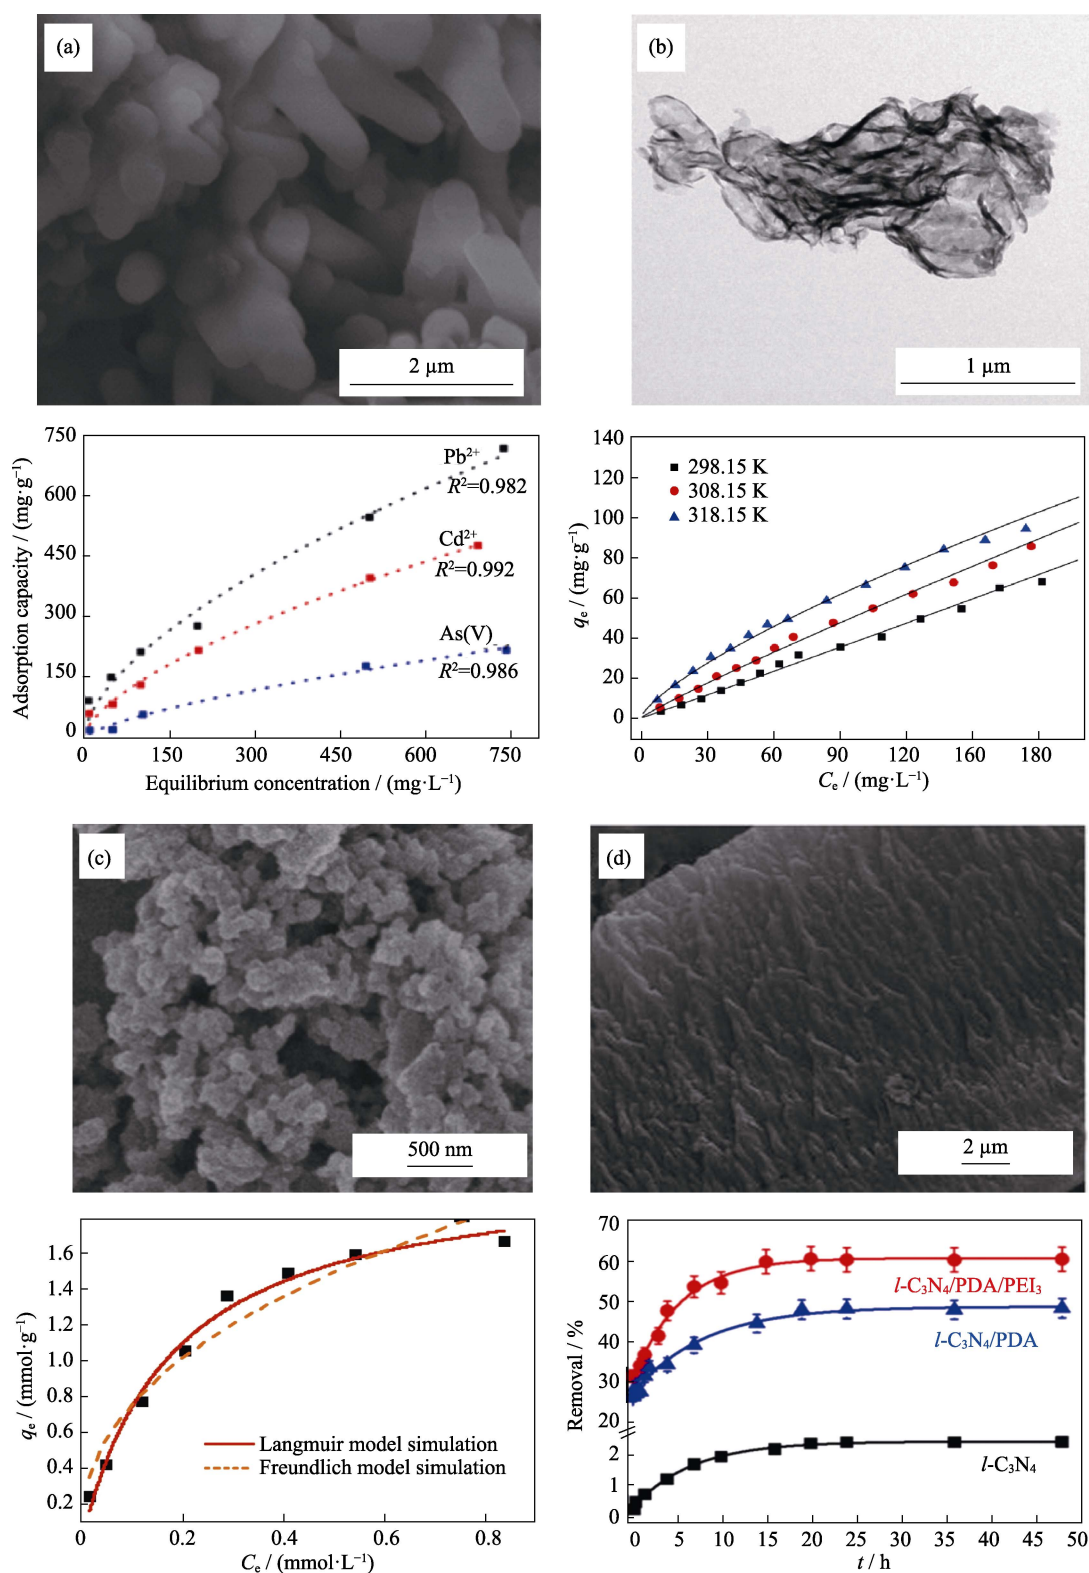 (a)
2 μm
(b)
1 μm
Adsorption capacity / (mg·g⁻¹)
750
600
450
300
150
0
Pb²⁺
R²=0.982
Cd²⁺
R²=0.992
As(V)
R²=0.986
0 150 300 450 600 750
Equilibrium concentration / (mg·L⁻¹)
qₑ / (mg·g⁻¹)
140
120
100
80
60
40
20
0
298.15 K
308.15 K
318.15 K
0 30 60 90 120 160 180
Cₑ / (mg·L⁻¹)
(c)
500 nm
(d)
2 μm
qₑ / (mmol·g⁻¹)
1.6
1.4
1.2
1.0
0.8
0.6
0.4
0.2
Langmuir model simulation
Freundlich model simulation
0 0.2 0.4 0.6 0.8
Cₑ / (mmol·L⁻¹)
Removal / %
70
60
50
40
30
20
2
1
0
l-C₃N₄/PDA/PEI₃
l-C₃N₄/PDA
l-C₃N₄
0 5 10 15 20 25 30 35 40 45 50
t / h